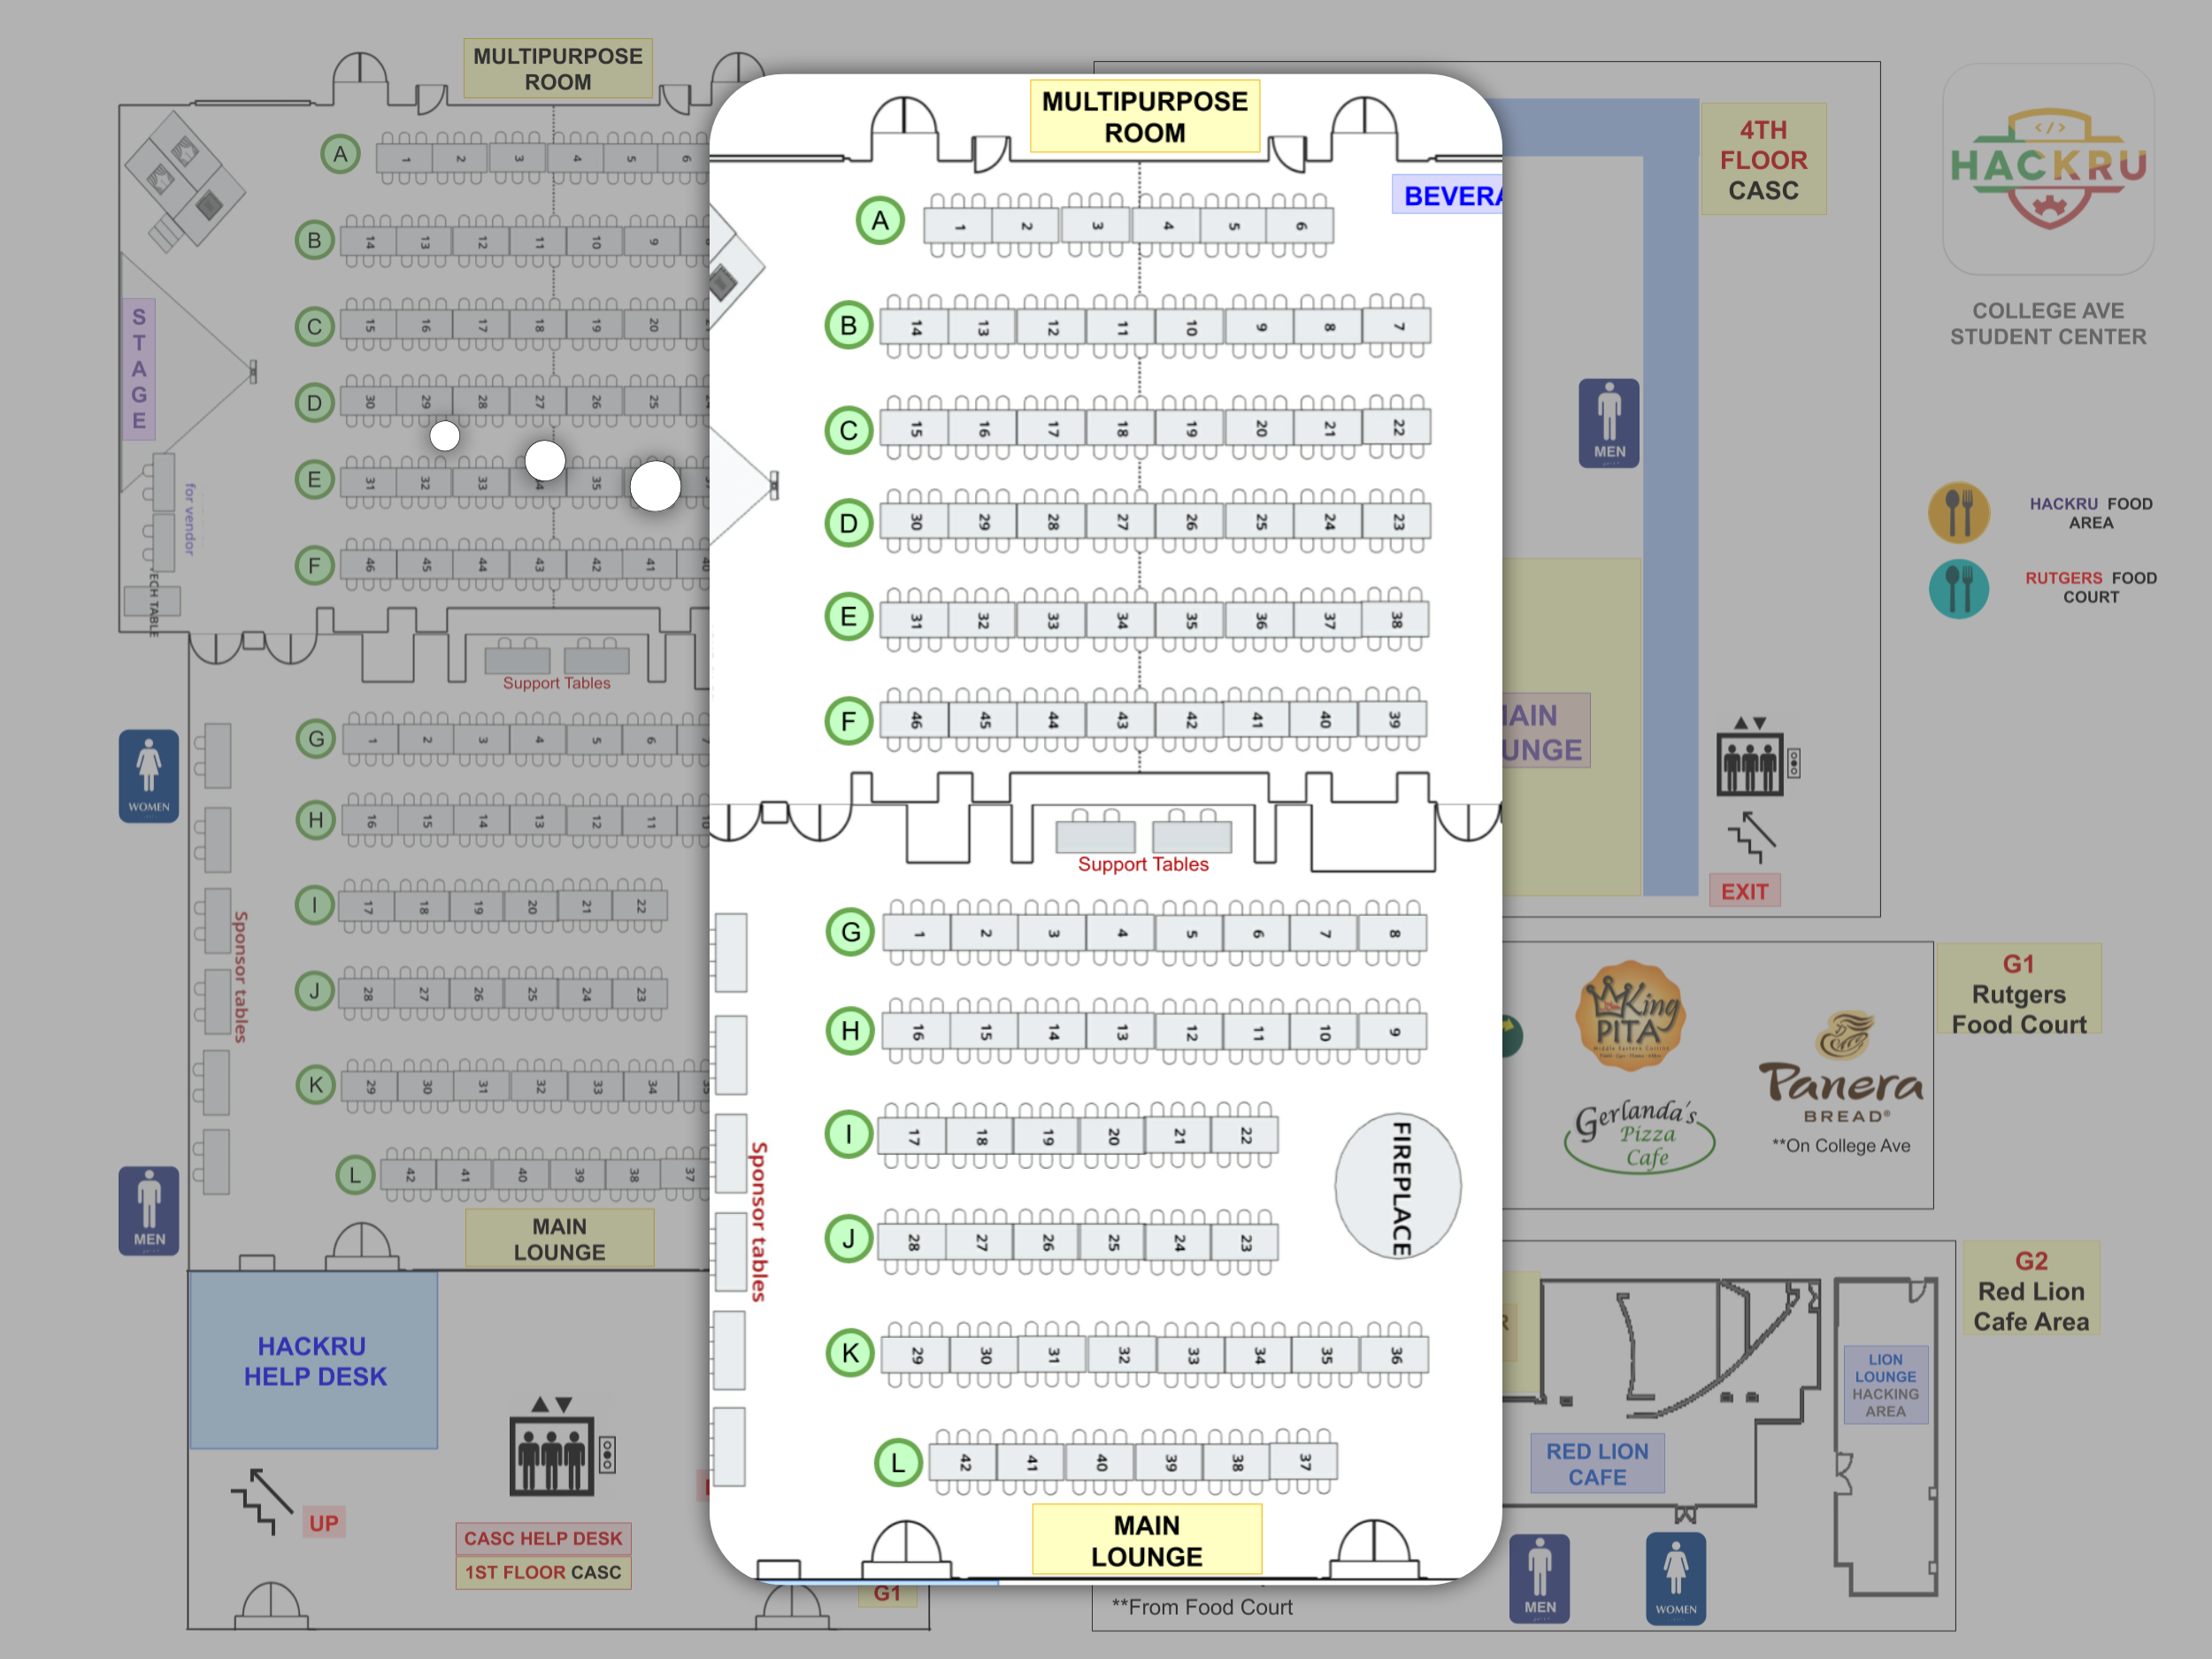 MULTIPURPOSE
ROOM
A
1 2 3 4 5 6
B
14 13 12 11 10 9
C
15 16 17 18 19 20
D
30 29 28 27 26 25
E
31 32 33 35
F
46 45 44 43 42 41
STAGE
for vendor
TECH TABLE
Support Tables
G
1 2 3 4 5 6 7
H
16 15 14 13 12 11 10
I
17 18 19 20 21 22
J
28 27 26 25 24 23
K
29 30 31 32 33 34 35
L
42 41 40 39 38 37
Sponsor tables
WOMEN
MEN
MAIN
LOUNGE
HACKRU
HELP DESK
UP
CASC HELP DESK
1ST FLOOR CASC
G1
MULTIPURPOSE
ROOM
BEVERA
A
1 2 3 4 5 6
B
14 13 12 11 10 9 8 7
C
15 16 17 18 19 20 21 22
D
30 29 28 27 26 25 24 23
E
31 32 33 34 35 36 37 38
F
46 45 44 43 42 41 40 39
Support Tables
G
1 2 3 4 5 6 7 8
H
16 15 14 13 12 11 10 9
I
17 18 19 20 21 22
J
28 27 26 25 24 23
FIREPLACE
Sponsor tables
K
29 30 31 32 33 34 35 36
L
42 41 40 39 38 37
MAIN
LOUNGE
4TH
FLOOR
CASC
MEN
AIN
UNGE
EXIT
</>
HACKRU
COLLEGE AVE
STUDENT CENTER
HACKRU FOOD
AREA
RUTGERS FOOD
COURT
G1
Rutgers
Food Court
King
PITA
Gerlanda's
Pizza
Cafe
Panera
BREAD®
**On College Ave
G2
Red Lion
Cafe Area
RED LION
CAFE
LION
LOUNGE
HACKING
AREA
MEN
WOMEN
**From Food Court